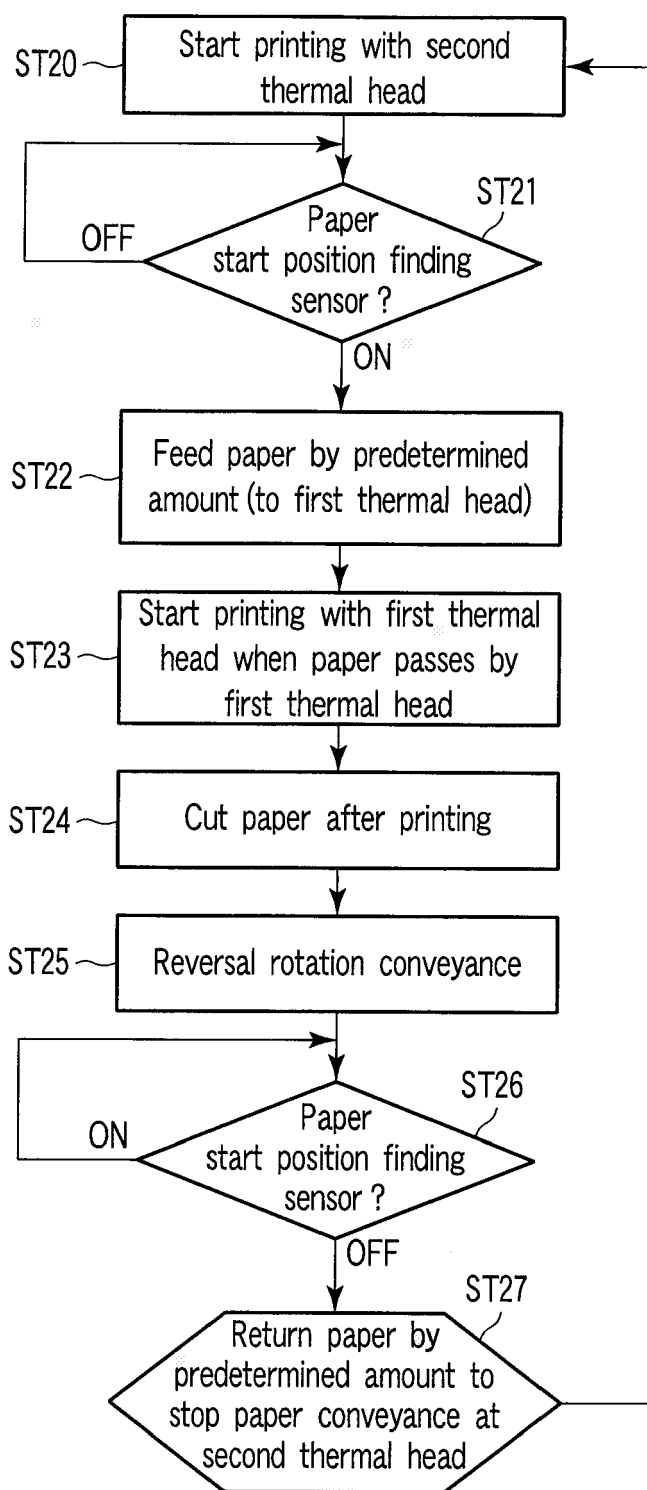 ST20
Start printing with second
thermal head
ST21
Paper
start position finding
sensor ?
OFF
ON
ST22
Feed paper by predetermined
amount (to first thermal head)
ST23
Start printing with first thermal
head when paper passes by
first thermal head
ST24
Cut paper after printing
ST25
Reversal rotation conveyance
ST26
Paper
start position finding
sensor ?
ON
OFF
ST27
Return paper by
predetermined amount to
stop paper conveyance at
second thermal head